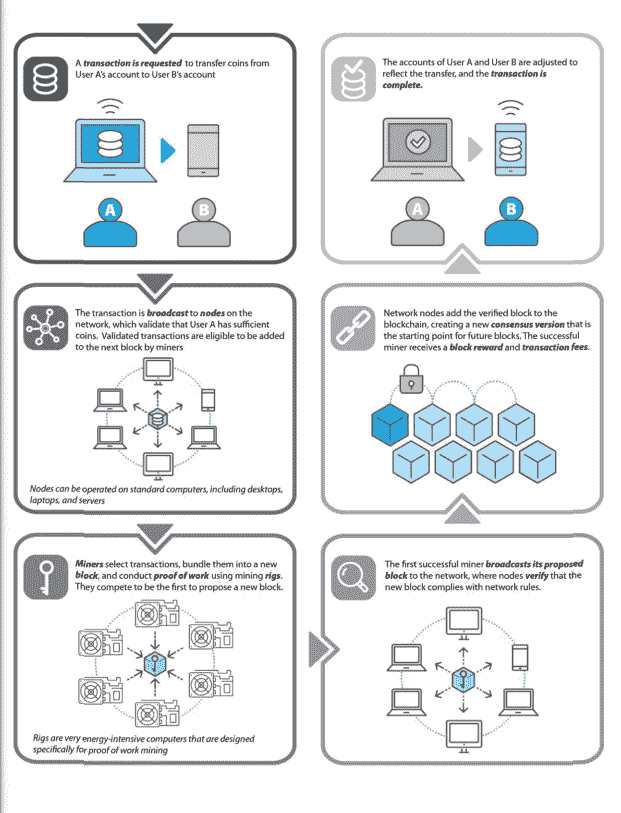 A transaction is requested to transfer coins from
User A's account to User B's account
A
B
The transaction is broadcast to nodes on the
network, which validate that User A has sufficient
coins. Validated transactions are eligible to be added
to the next block by miners
Nodes can be operated on standard computers, including desktops,
laptops, and servers
Miners select transactions, bundle them into a new
block, and conduct proof of work using mining rigs.
They compete to be the first to propose a new block.
Rigs are very energy-intensive computers that are designed
specifically for proof of work mining
The first successful miner broadcasts its proposed
block to the network, where nodes verify that the
new block complies with network rules.
Network nodes add the verified block to the
blockchain, creating a new consensus version that is
the starting point for future blocks. The successful
miner receives a block reward and transaction fees.
The accounts of User A and User B are adjusted to
reflect the transfer, and the transaction is
complete.
A
B